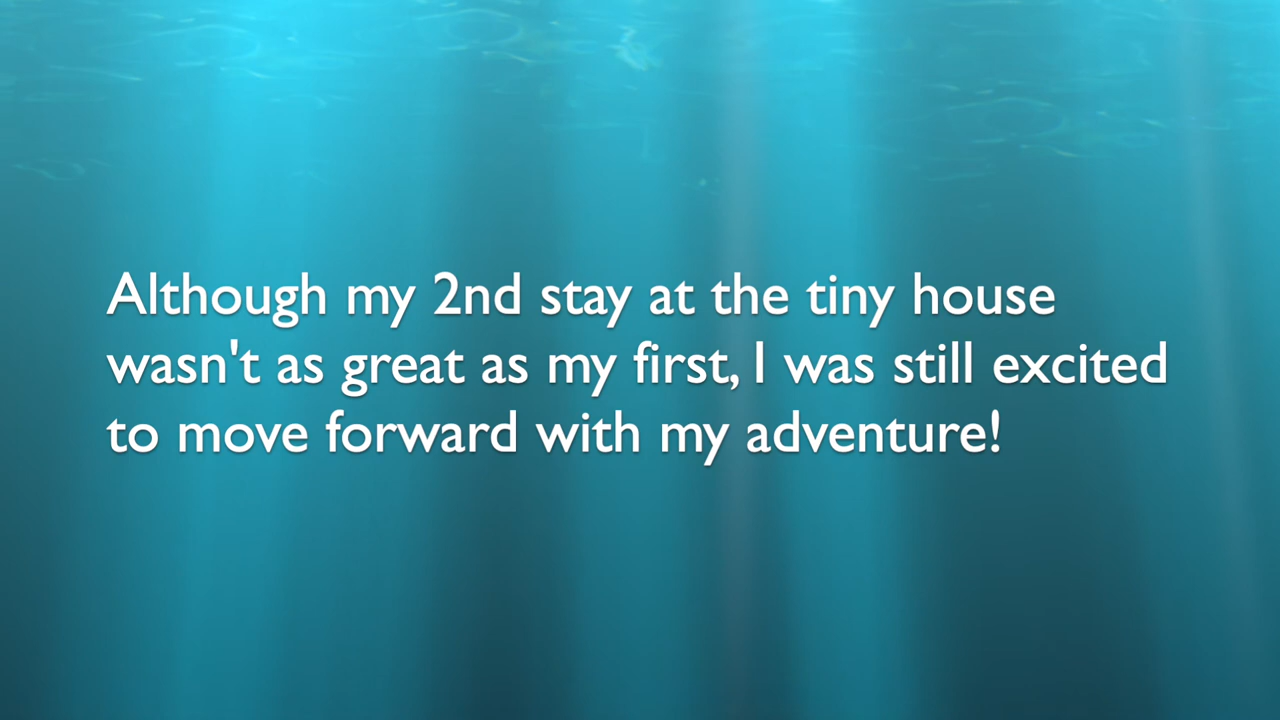 Although my 2nd stay at the tiny house
wasn't as great as my first, I was still excited
to move forward with my adventure!